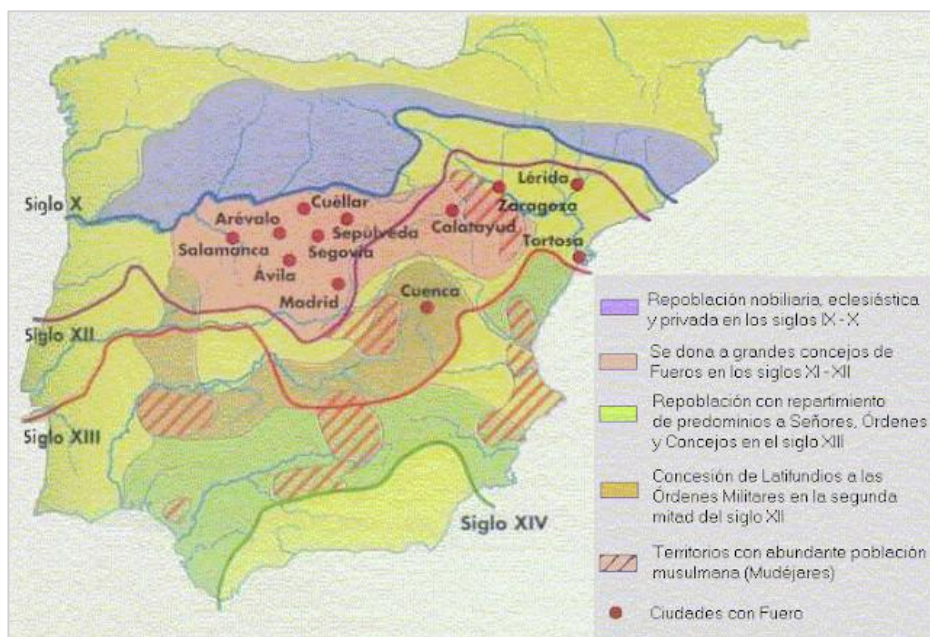 Siglo X
Cuéllar
Arévalo
Salamanca
Sepúlveda
Segovia
Ávila
Madrid
Calatayud
Lérida
Zaragoza
Tortosa
Cuenca
Siglo XII
Siglo XIII
Siglo XIV
Repoblación nobiliaria, eclesiástica
y privada en los siglos IX - X
Se dona a grandes concejos de
Fueros en los siglos XI - XII
Repoblación con repartimiento
de predominios a Señores, Órdenes
y Concejos en el siglo XIII
Concesión de Latifundios a las
Órdenes Militares en la segunda
mitad del siglo XII
Territorios con abundante población
musulmana (Mudéjares)
Ciudades con Fuero